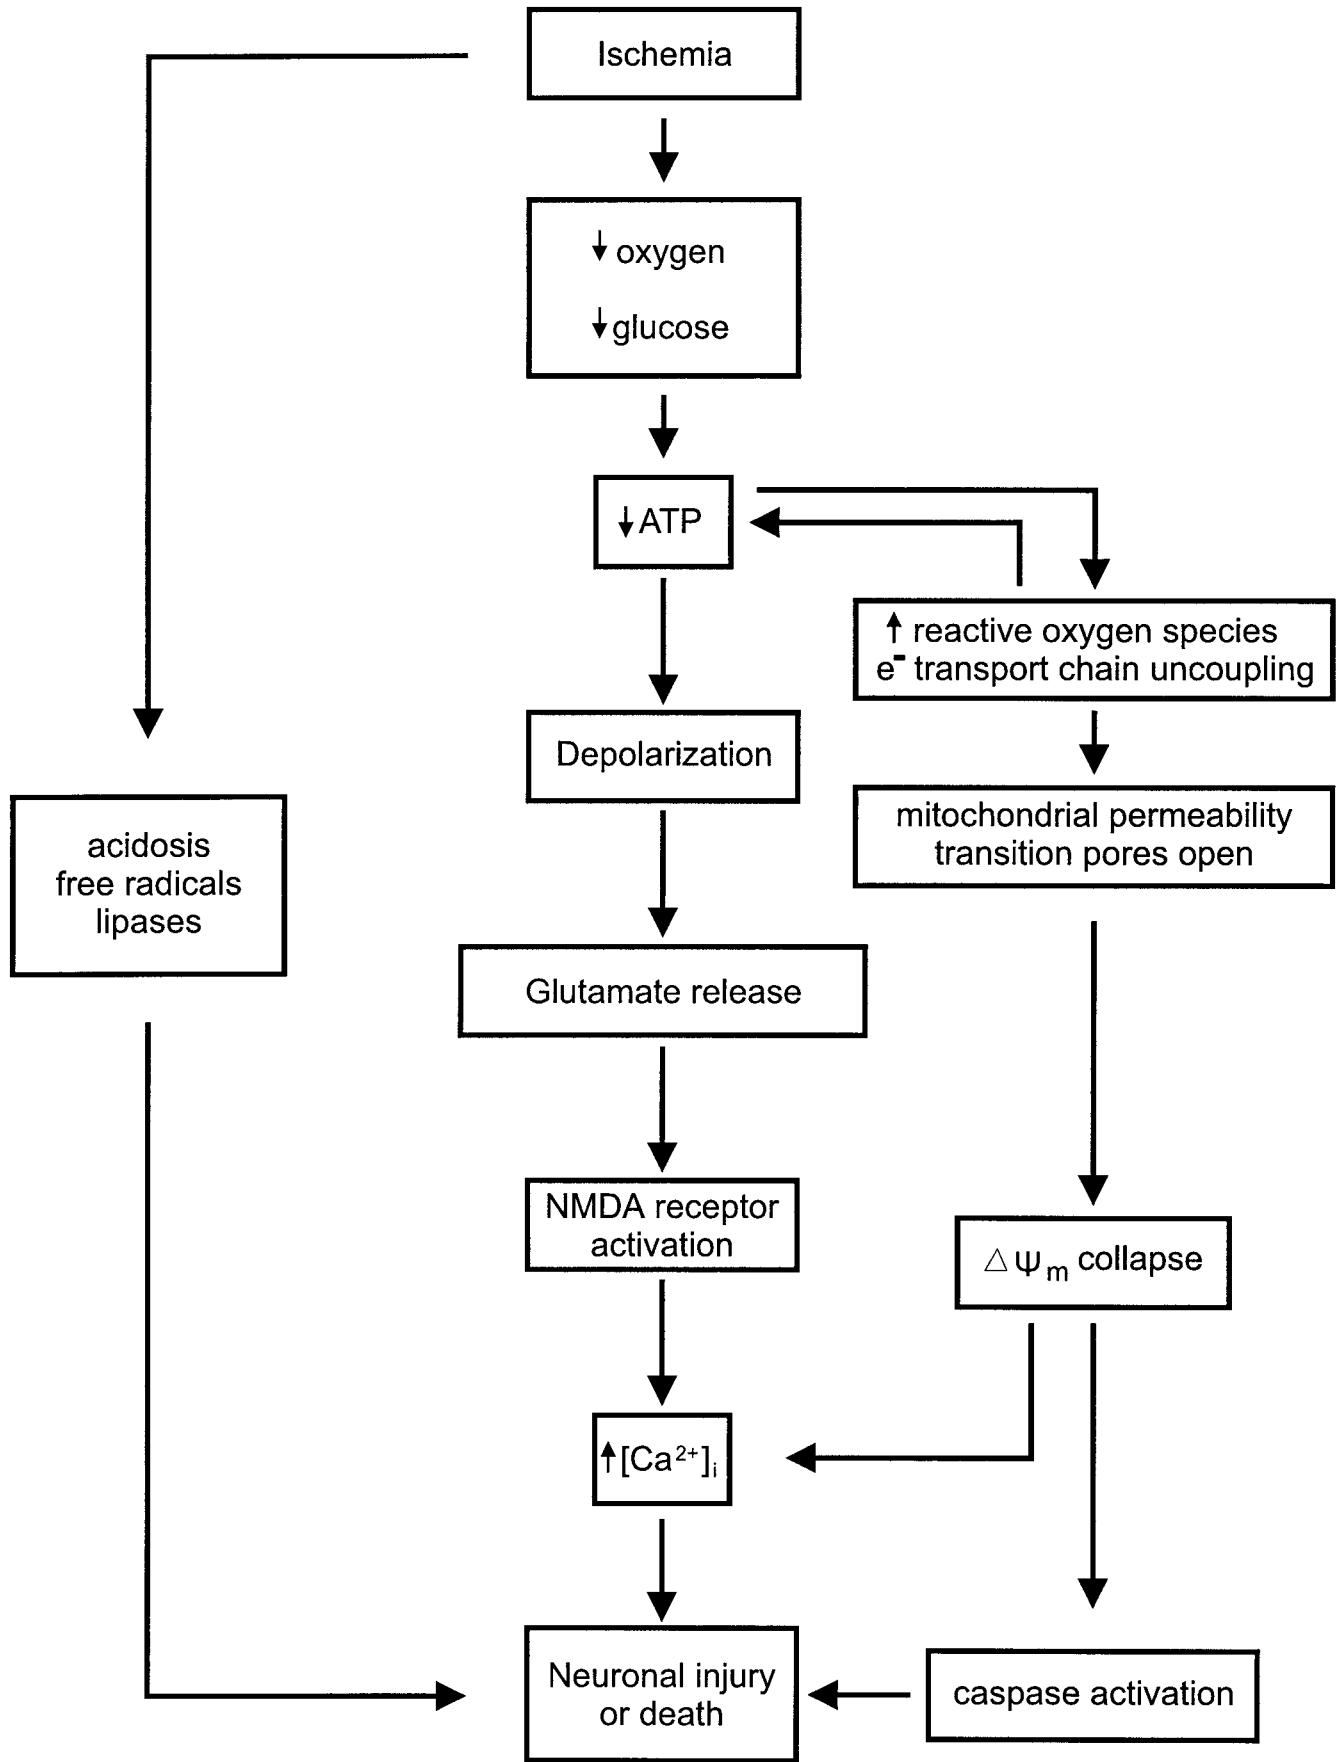 Ischemia
↓ oxygen
↓ glucose
↓ ATP
↑ reactive oxygen species
e⁻ transport chain uncoupling
Depolarization
mitochondrial permeability
transition pores open
acidosis
free radicals
lipases
Glutamate release
NMDA receptor
activation
△ Ψm collapse
↑ [Ca²⁺]i
Neuronal injury
or death
caspase activation